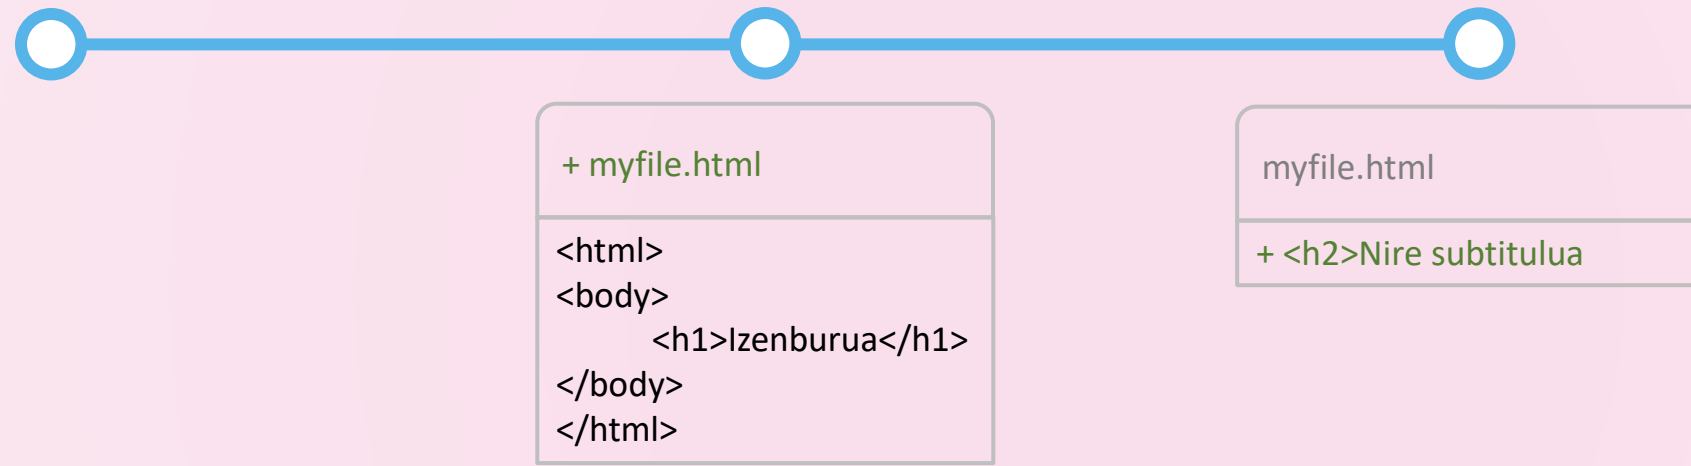 + myfile.html
<html>
<body>
<h1>Izenburua</h1>
</body>
</html>
myfile.html
+ <h2>Nire subtitulua